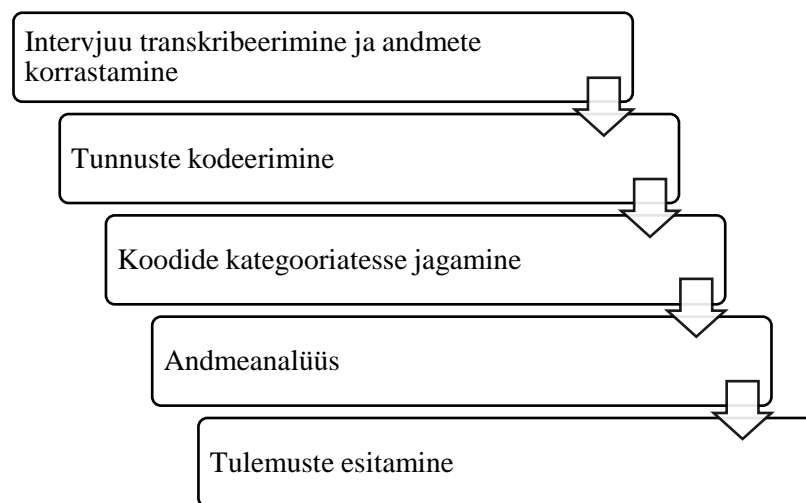 Intervjuu transkribeerimine ja andmete
korrastamine
Tunnuste kodeerimine
Koodide kategooriatesse jagamine
Andmeanalüüs
Tulemuste esitamine